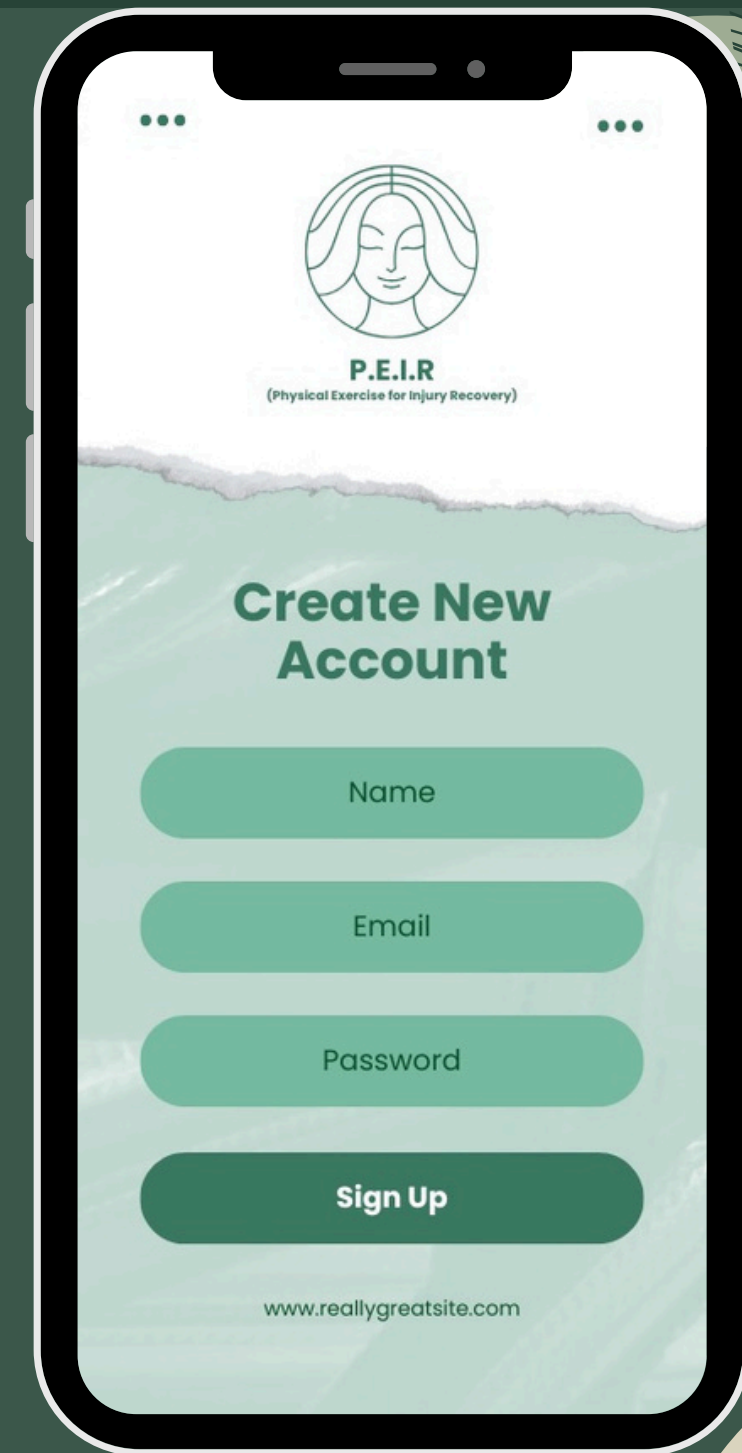 P.E.I.R
(Physical Exercise for Injury Recovery)
Create New
Account
Name
Email
Password
Sign Up
www.reallygreatsite.com